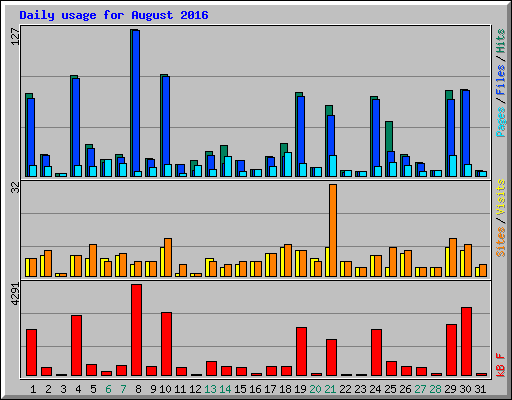 Daily usage for August 2016
127
Pages / Files / Hits
32
Sites / Visits
4291
kB F
1 2 3 4 5 6 7 8 9 10 11 12 13 14 15 16 17 18 19 20 21 22 23 24 25 26 27 28 29 30 31